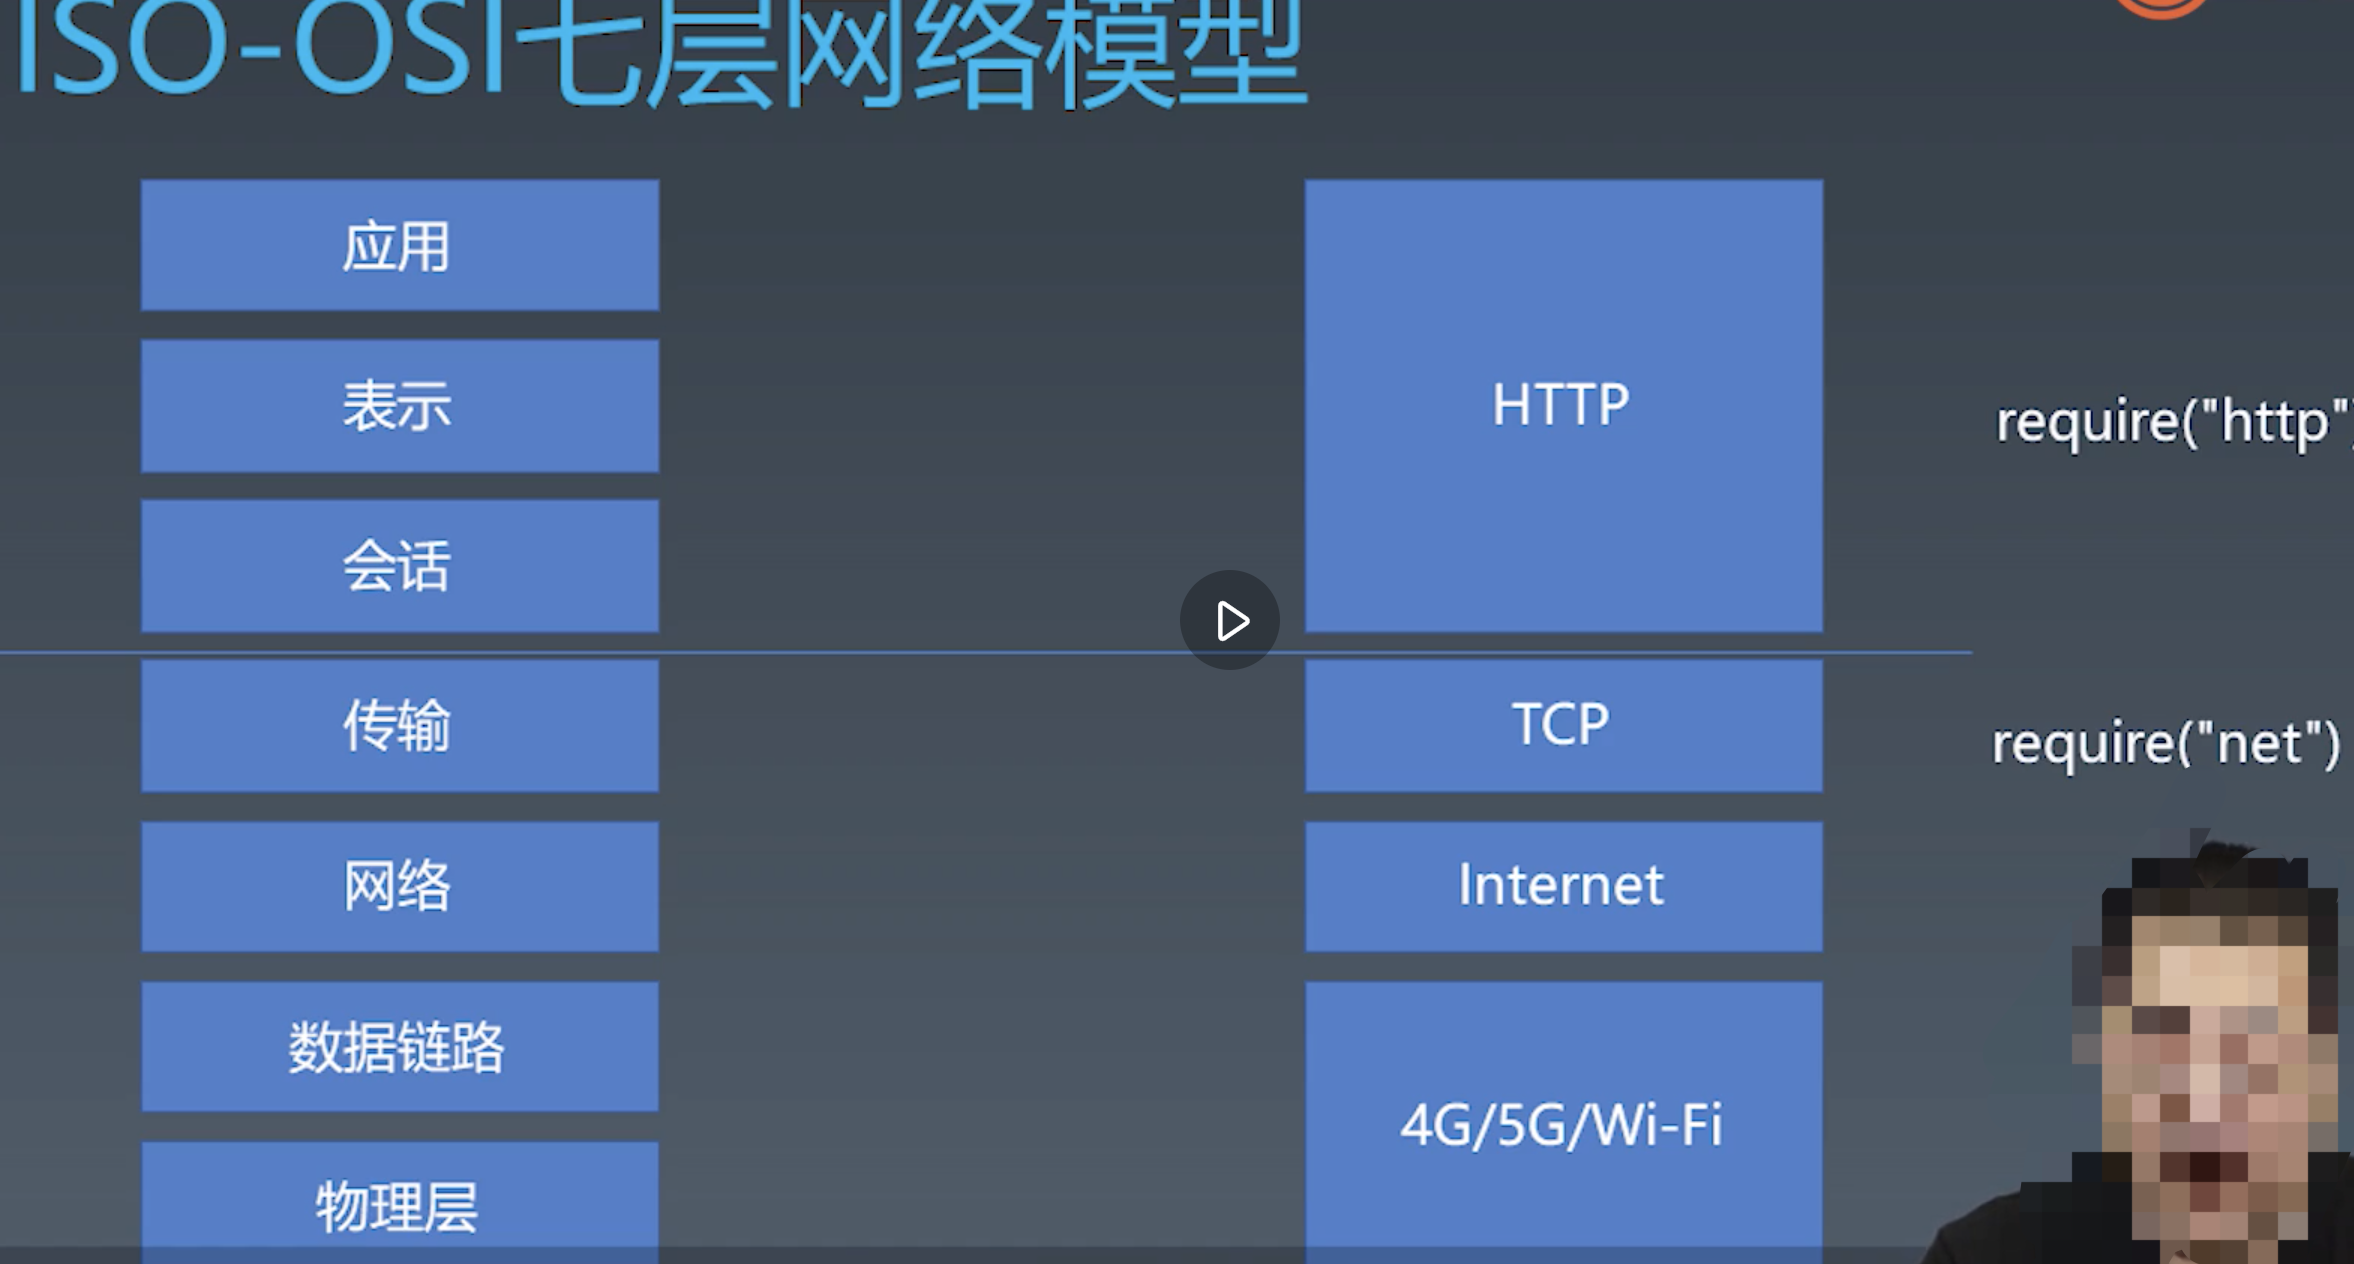 ISO-OSI七层网络模型
应用
表示
会话
HTTP
require("http")
传输
TCP
require("net")
网络
Internet
数据链路
物理层
4G/5G/Wi-Fi